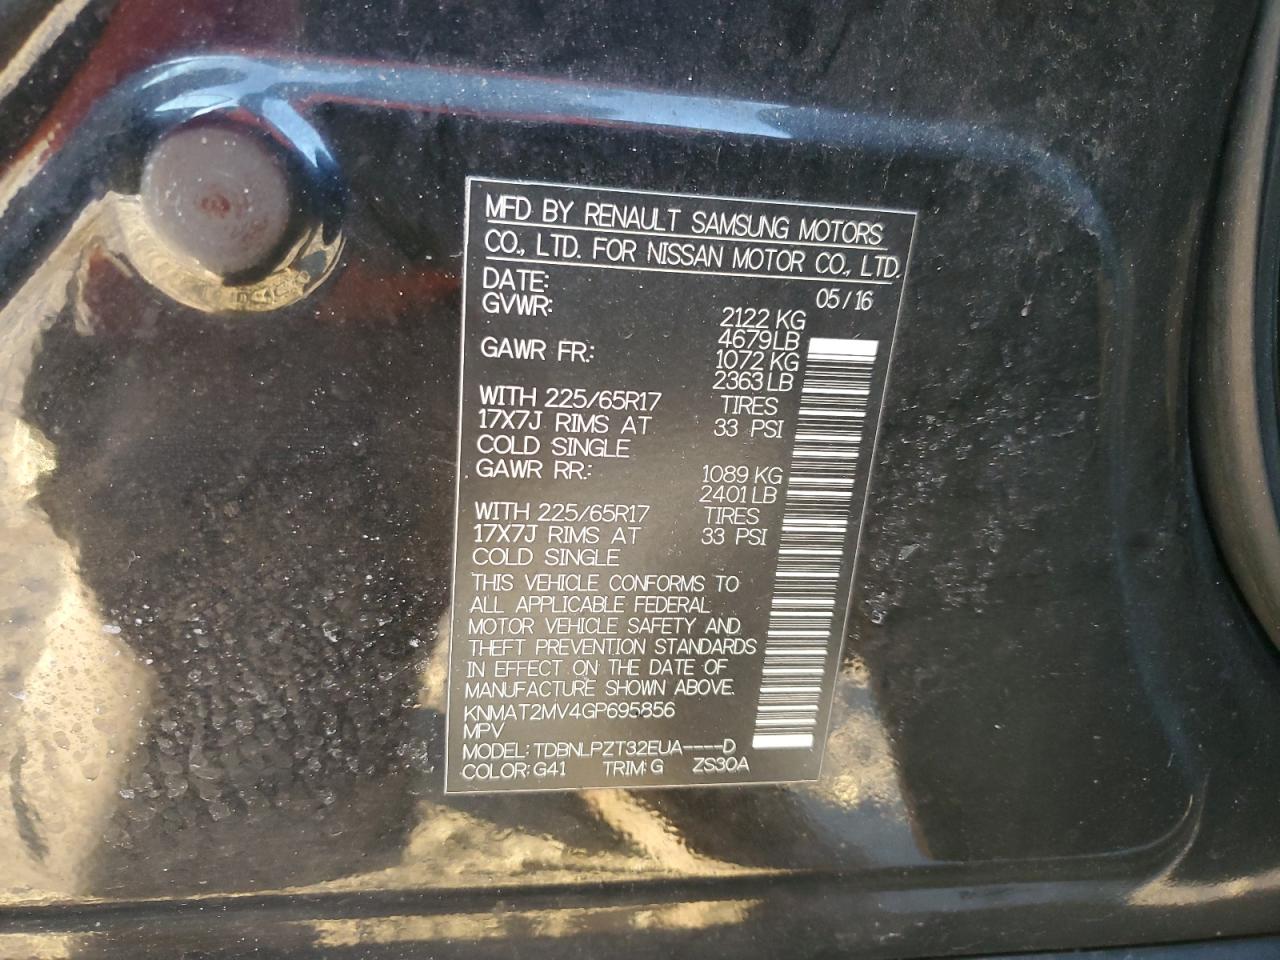 MFD BY RENAULT SAMSUNG MOTORS
CO., LTD. FOR NISSAN MOTOR CO., LTD.
DATE: 05/16
GVWR: 2122 KG
4679 LB
GAWR FR: 1072 KG
2363 LB
WITH 225/65R17 TIRES
17X7J RIMS AT 33 PSI
COLD SINGLE
GAWR RR: 1089 KG
2401 LB
WITH 225/65R17 TIRES
17X7J RIMS AT 33 PSI
COLD SINGLE
THIS VEHICLE CONFORMS TO
ALL APPLICABLE FEDERAL
MOTOR VEHICLE SAFETY AND
THEFT PREVENTION STANDARDS
IN EFFECT ON THE DATE OF
MANUFACTURE SHOWN ABOVE.
KNMAT2MV4GP695856
MPV
MODEL: TDBNLPZT32EUA----D
COLOR: G41 TRIM: G ZS30A